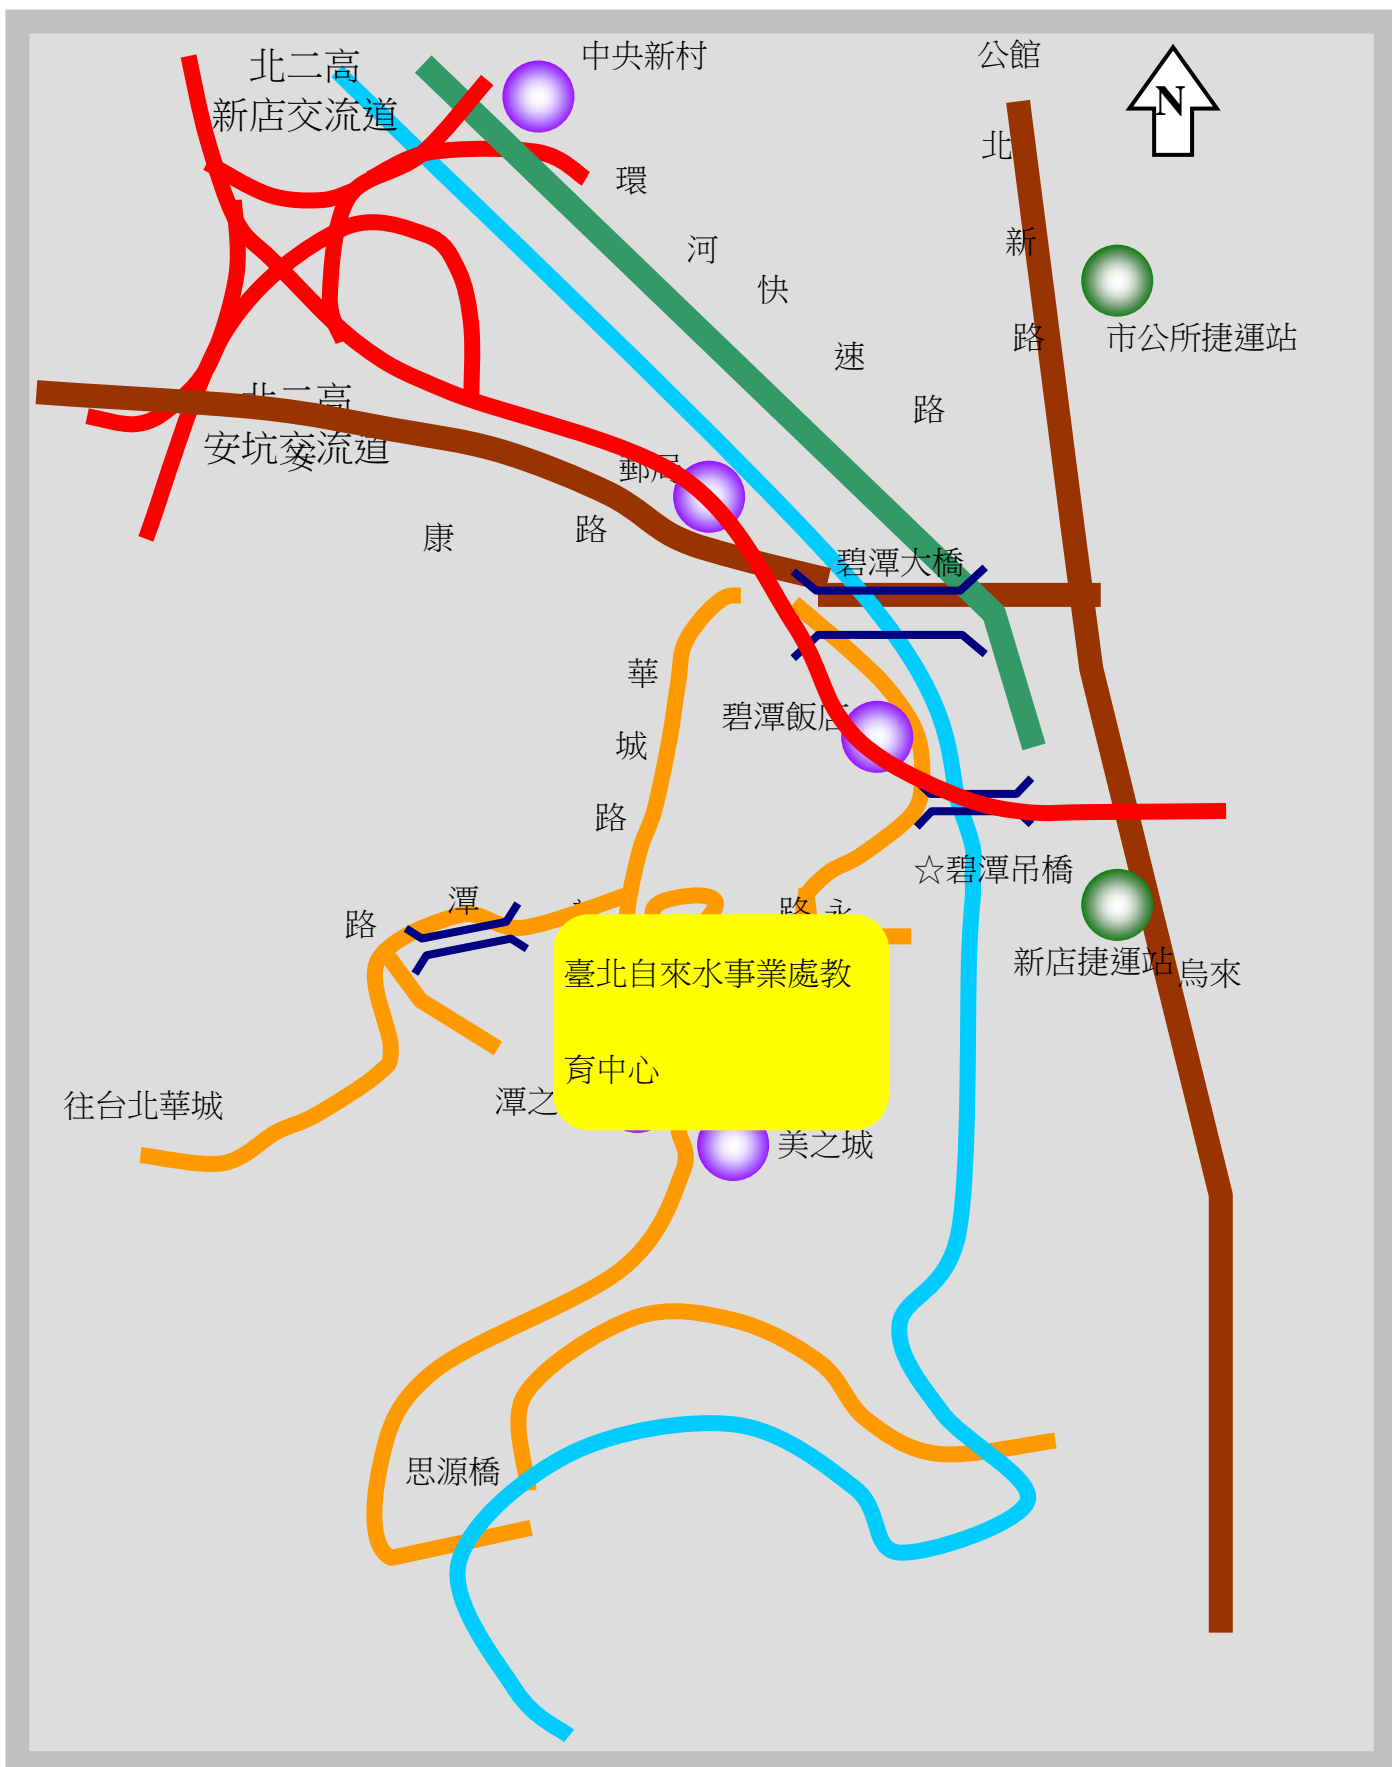 北二高
新店交流道
中央新村
公館
N
環
河
快
速
路
北
新
路
市公所捷運站
北二高
安坑交流道
安
康
路
郵局
碧潭大橋
華
城
路
碧潭飯店
☆碧潭吊橋
新店捷運站
烏來
潭
路
路
永
臺北自來水事業處教
育中心
往台北華城
潭之
美之城
思源橋